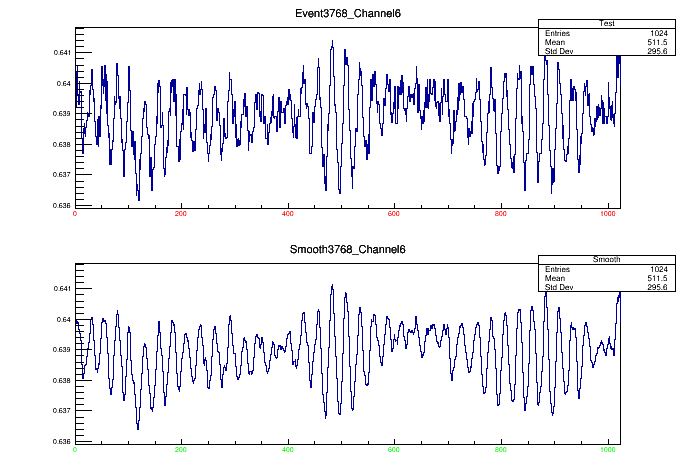 Event3768_Channel6
Test
Entries 1024
Mean 511.5
Std Dev 295.6
0.641
0.64
0.639
0.638
0.637
0.636
0 200 400 600 800 1000
Smooth3768_Channel6
Smooth
Entries 1024
Mean 511.5
Std Dev 295.6
0.641
0.64
0.639
0.638
0.637
0.636
0 200 400 600 800 1000